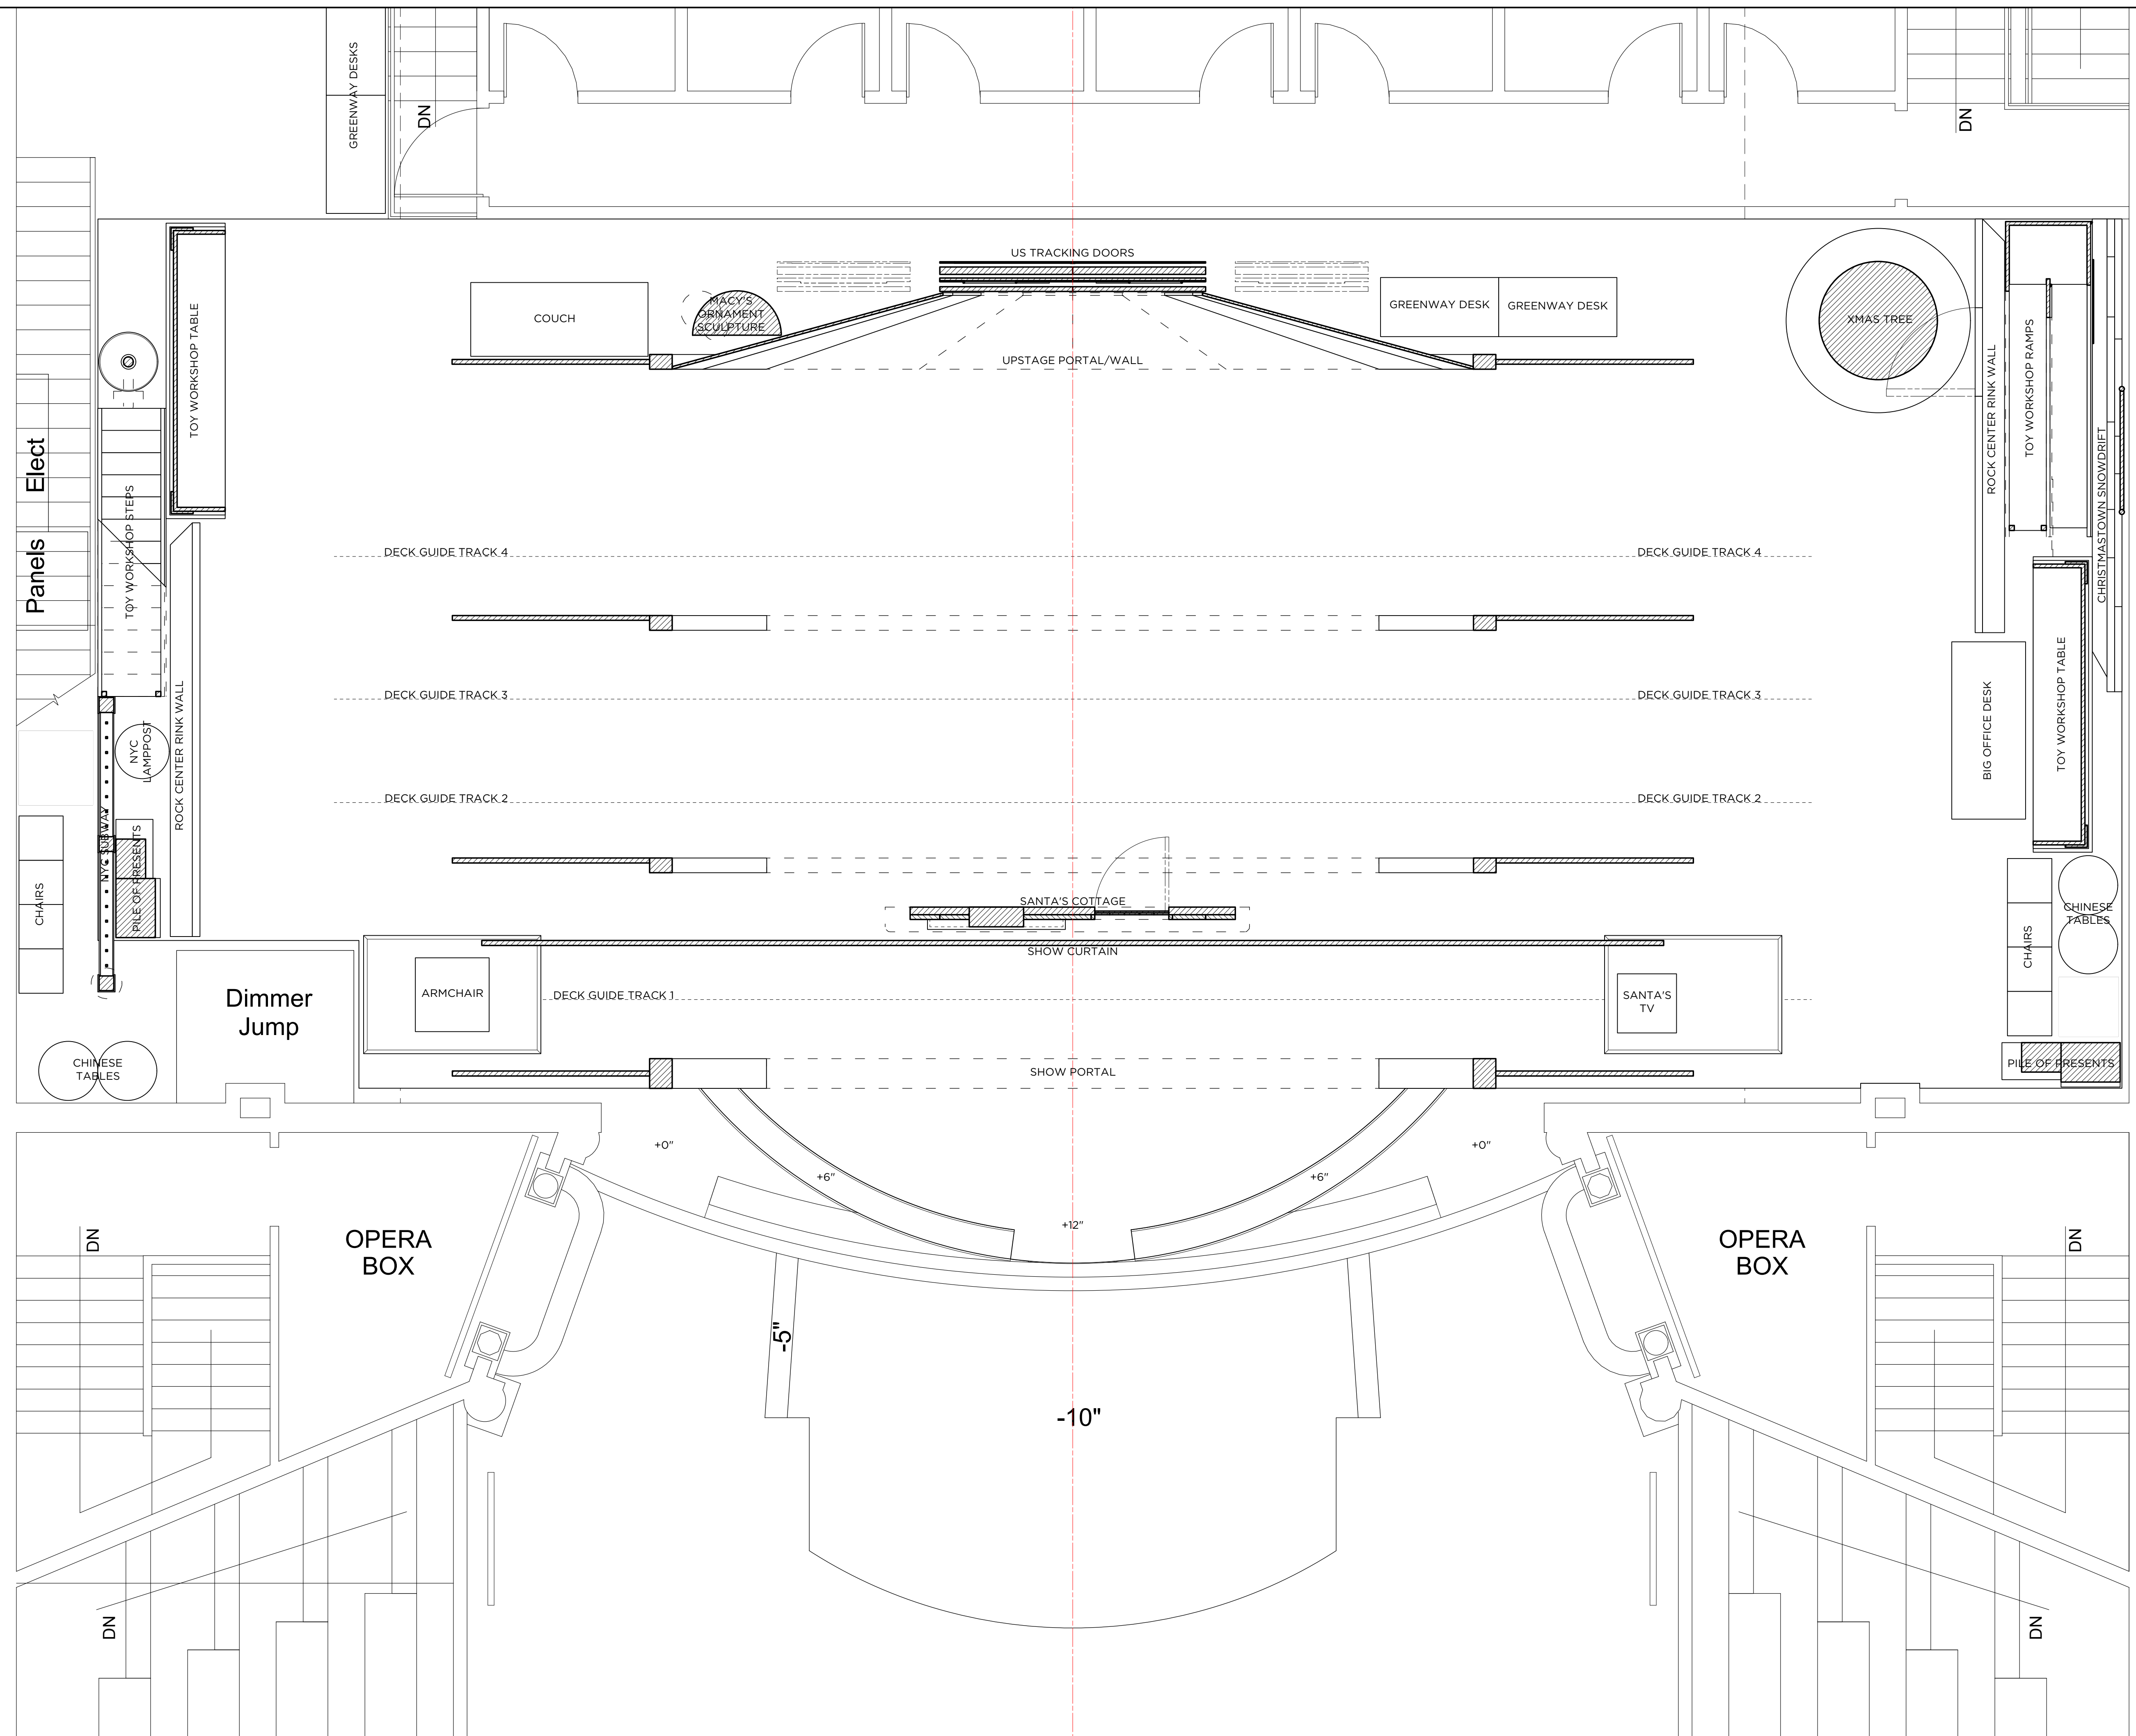 GREENWAY DESKS
DN
DN
US TRACKING DOORS
COUCH
MACY'S
ORNAMENT
SCULPTURE
GREENWAY DESK
GREENWAY DESK
XMAS TREE
UPSTAGE PORTAL/WALL
TOY WORKSHOP TABLE
ROCK CENTER RINK WALL
TOY WORKSHOP RAMPS
CHRISTMASTOWN SNOWDRIFT
Panels Elect
TOY WORKSHOP STEPS
DECK GUIDE TRACK 4
DECK GUIDE TRACK 4
DECK GUIDE TRACK 3
DECK GUIDE TRACK 3
NYC
LAMPPOST
ROCK CENTER RINK WALL
BIG OFFICE DESK
TOY WORKSHOP TABLE
DECK GUIDE TRACK 2
DECK GUIDE TRACK 2
NYC SUBWAY
PILE OF PRESENTS
CHAIRS
SANTA'S COTTAGE
CHINESE
TABLES
CHAIRS
SHOW CURTAIN
Dimmer
Jump
ARMCHAIR
DECK GUIDE TRACK 1
SANTA'S
TV
CHINESE
TABLES
SHOW PORTAL
PILE OF PRESENTS
+0"
+0"
+6"
+6"
+12"
DN
OPERA
BOX
OPERA
BOX
DN
-5"
-10"
DN
DN